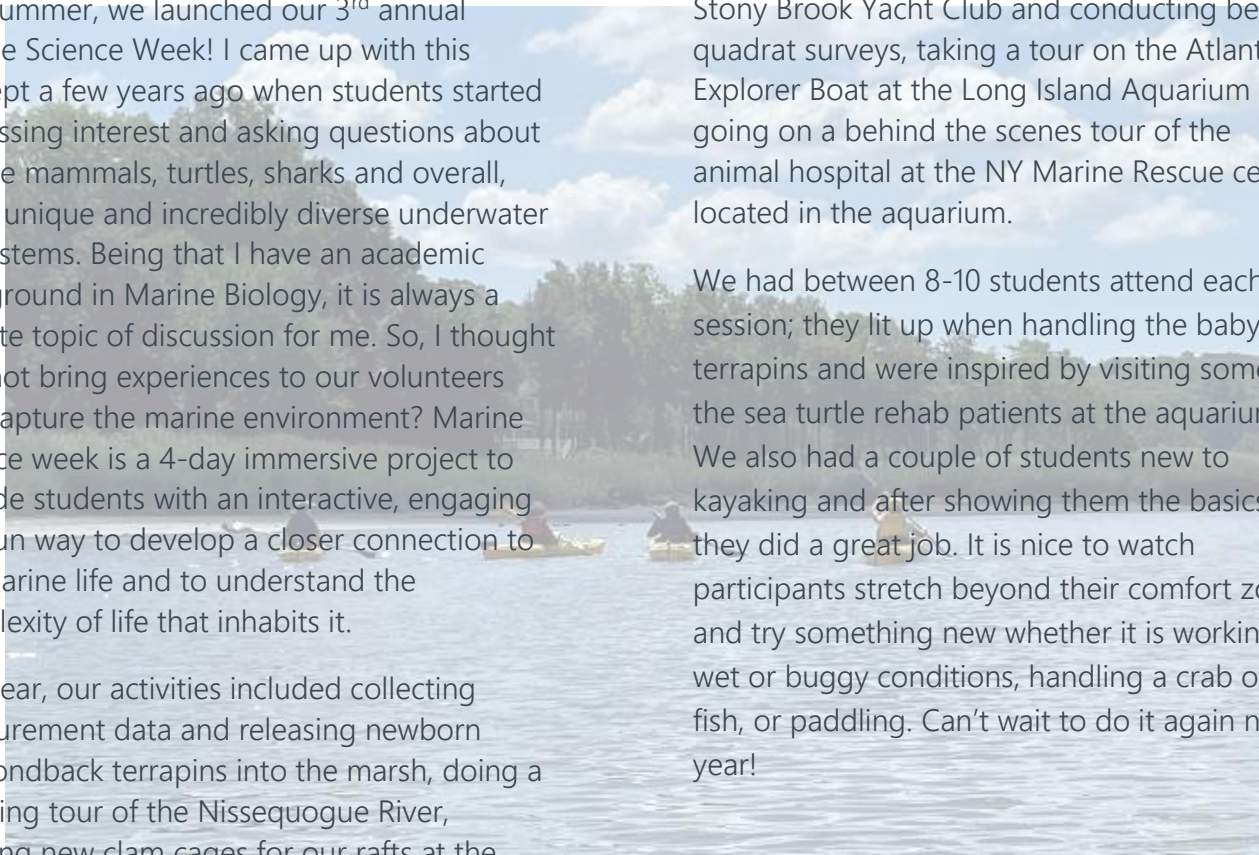 ummer, we launched our 3rd annual
e Science Week! I came up with this
ept a few years ago when students started
ssing interest and asking questions about
e mammals, turtles, sharks and overall,
unique and incredibly diverse underwater
stems. Being that I have an academic
ground in Marine Biology, it is always a
te topic of discussion for me. So, I thought
not bring experiences to our volunteers
apture the marine environment? Marine
ce week is a 4-day immersive project to
de students with an interactive, engaging
un way to develop a closer connection to
arine life and to understand the
lexity of life that inhabits it.
ear, our activities included collecting
urement data and releasing newborn
ondback terrapins into the marsh, doing a
ing tour of the Nissequogue River,
ng new clam cages for our rafts at the
Stony Brook Yacht Club and conducting be
quadrat surveys, taking a tour on the Atlant
Explorer Boat at the Long Island Aquarium
going on a behind the scenes tour of the
animal hospital at the NY Marine Rescue ce
located in the aquarium.
We had between 8-10 students attend each
session; they lit up when handling the baby
terrapins and were inspired by visiting some
the sea turtle rehab patients at the aquariu
We also had a couple of students new to
kayaking and after showing them the basics
they did a great job. It is nice to watch
participants stretch beyond their comfort zo
and try something new whether it is workin
wet or buggy conditions, handling a crab o
fish, or paddling. Can't wait to do it again n
year!